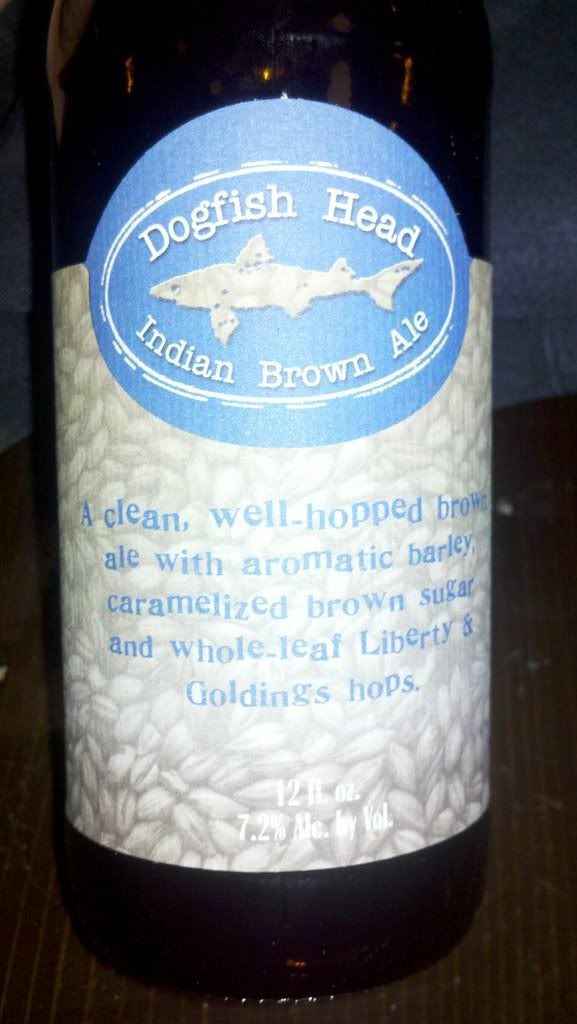 Dogfish Head
Indian Brown Ale
A clean, well-hopped brown
ale with aromatic barley,
caramelized brown sugar
and whole-leaf Liberty &
Goldings hops.
12 fl. oz.
7.2% Alc. by Vol.